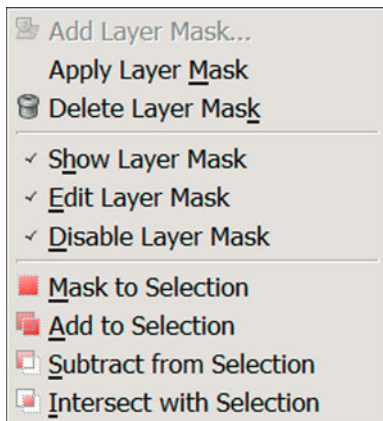 Add Layer Mask...
Apply Layer Mask
Delete Layer Mask
Show Layer Mask
Edit Layer Mask
Disable Layer Mask
Mask to Selection
Add to Selection
Subtract from Selection
Intersect with Selection